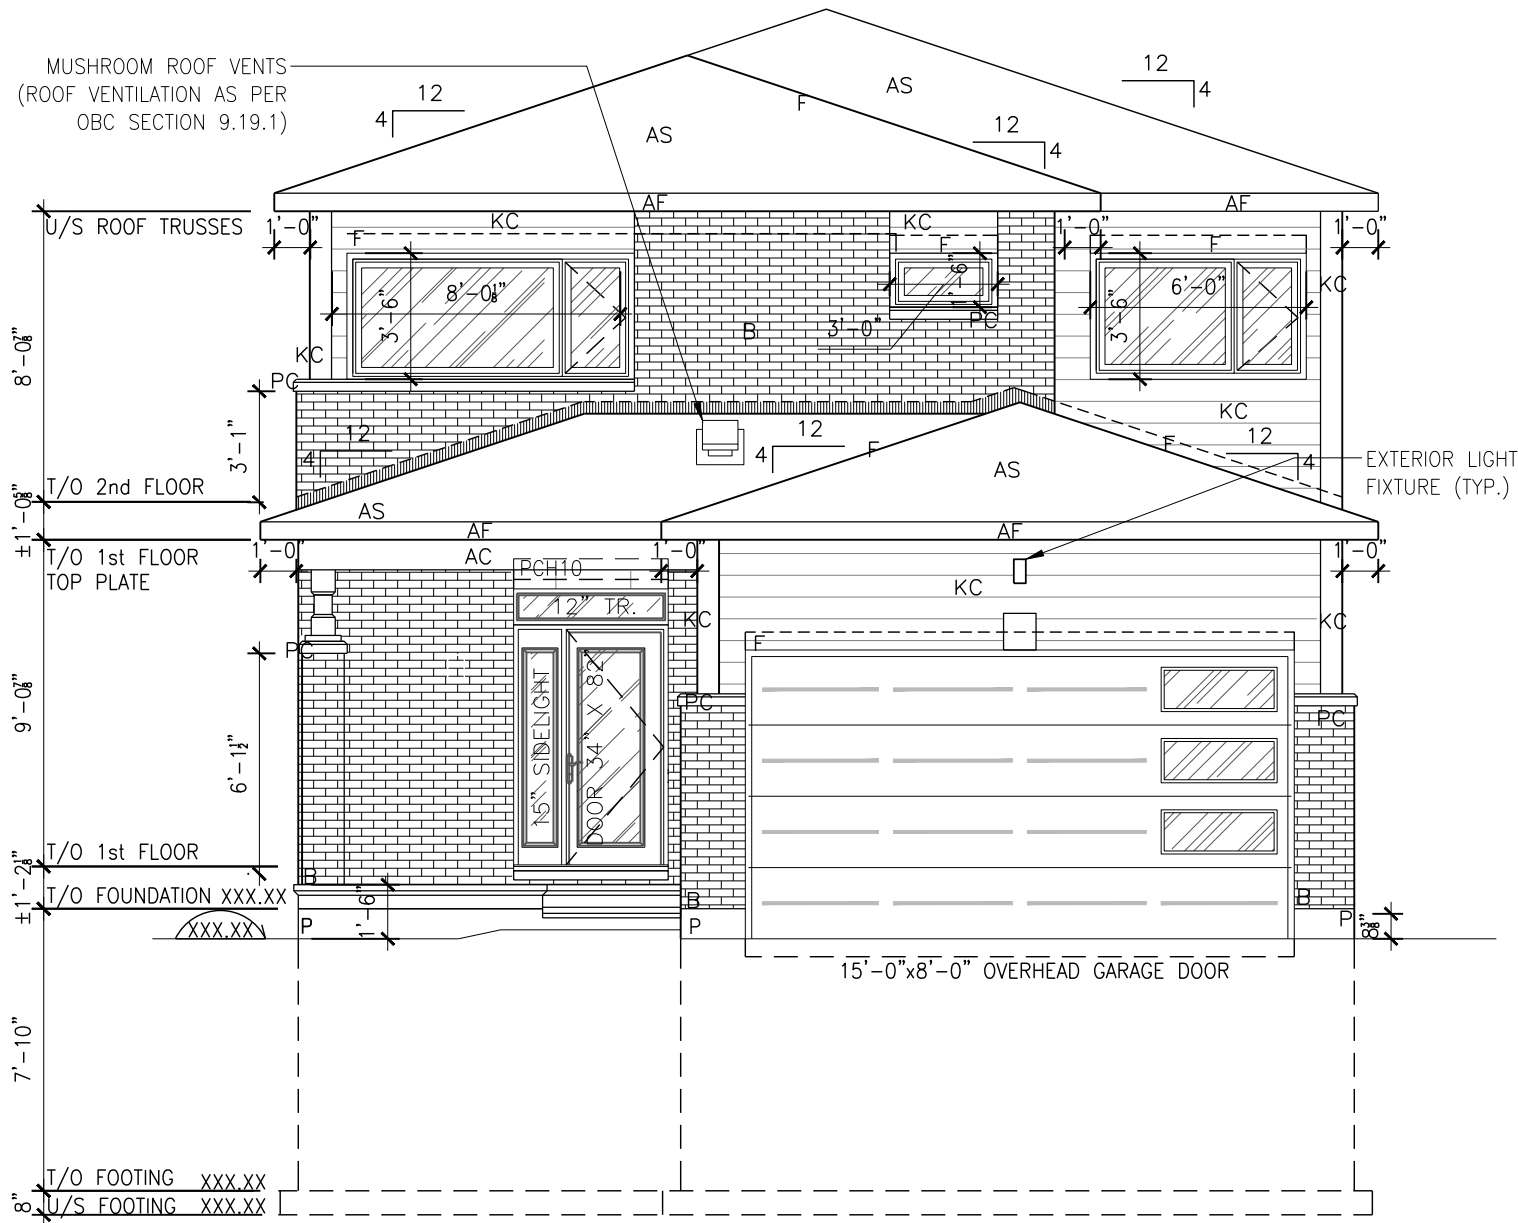 MUSHROOM ROOF VENTS
(ROOF VENTILATION AS PER
OBC SECTION 9.19.1)
12
4
12
4
12
4
AS
F
AS
AF
AF
U/S ROOF TRUSSES
1'-0"
KC
KC
1'-0"
1'-0"
F
F
F
8'-0⅞"
3'-6"
8'-0⅛"
1'-6"
3'-6"
6'-0"
KC
B
3'-0"
PC
KC
PC
KC
3'-1"
12
4
12
4
F
F
12
4
AS
EXTERIOR LIGHT
FIXTURE (TYP.)
T/O 2nd FLOOR
±1'-0⅝"
AS
AF
AF
T/O 1st FLOOR
TOP PLATE
1'-0"
AC
1'-0"
1'-0"
PCH10
KC
12" TR.
KC
KC
PC
F
9'-0⅞"
6'-1½"
15" SIDELIGHT
DOOR 34" X 82"
PC
PC
T/O 1st FLOOR
±1'-2⅛"
B
T/O FOUNDATION XXX.XX
1'-6"
B
B
XXX.XX
P
P
P
8⅜"
15'-0"x8'-0" OVERHEAD GARAGE DOOR
7'-10"
T/O FOOTING XXX.XX
8"
U/S FOOTING XXX.XX